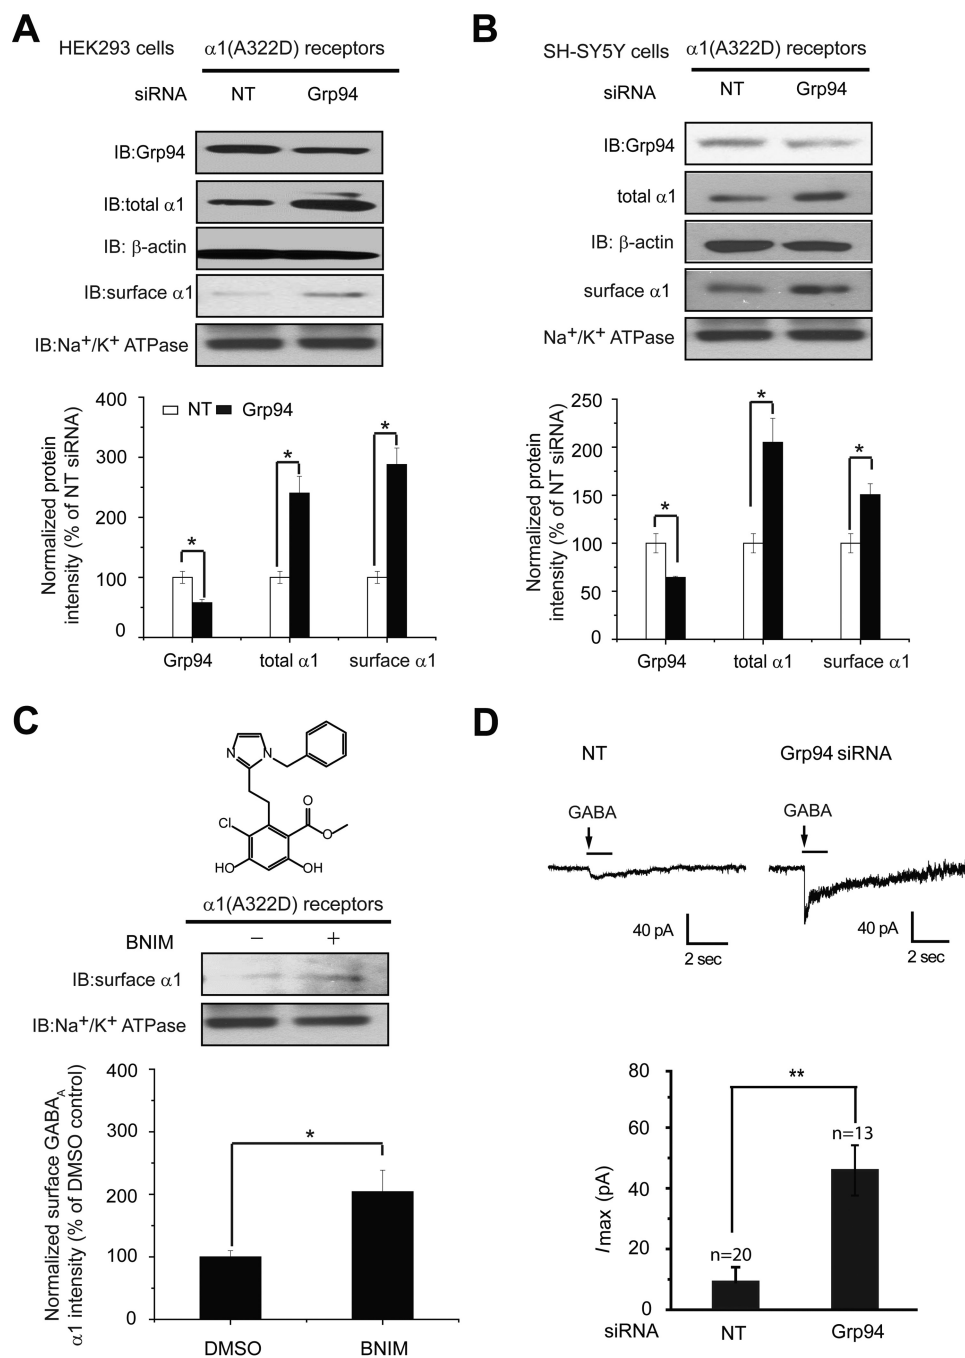 A
HEK293 cells
α1(A322D) receptors
siRNA NT Grp94
IB:Grp94
IB:total α1
IB: β-actin
IB:surface α1
IB:Na+/K+ ATPase
Normalized protein
intensity (% of NT siRNA)
400
300
200
100
0
NT Grp94
*
*
*
Grp94 total α1 surface α1
B
SH-SY5Y cells
α1(A322D) receptors
siRNA NT Grp94
IB:Grp94
total α1
IB: β-actin
surface α1
Na+/K+ ATPase
Normalized protein
intensity (% of NT siRNA)
250
200
150
100
50
0
*
*
*
Grp94 total α1 surface α1
C
N N
Cl O
O
HO OH
α1(A322D) receptors
BNIM − +
IB:surface α1
IB:Na+/K+ ATPase
Normalized surface GABAA
α1 intensity (% of DMSO control)
400
300
200
100
0
*
DMSO BNIM
D
NT Grp94 siRNA
GABA GABA
40 pA 40 pA
2 sec 2 sec
Imax (pA)
80
60
40
20
0
**
n=13
n=20
siRNA NT Grp94